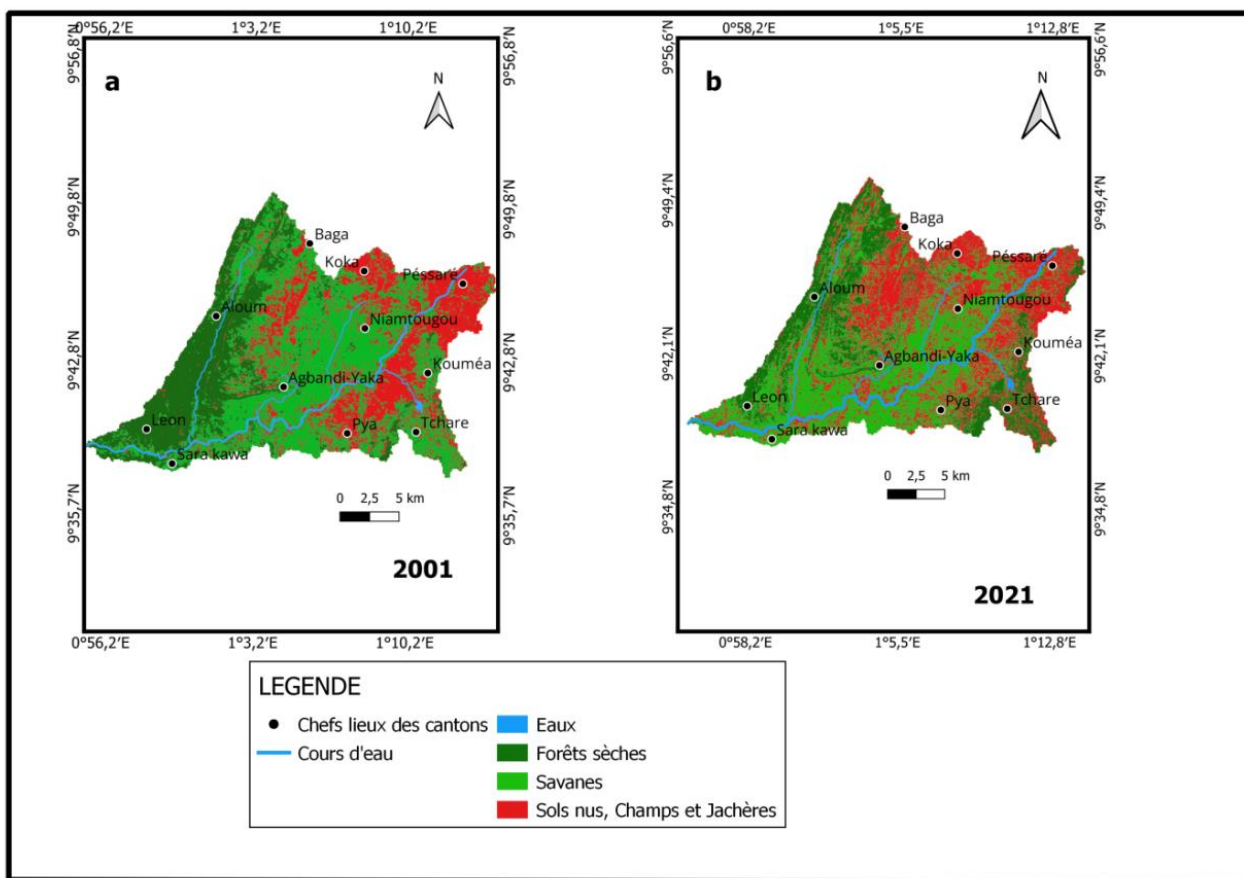 0°56,2'E 1°3,2'E 1°10,2'E
9°56,8'N
9°49,8'N
9°42,8'N
9°35,7'N
a
N
Baga
Koka
Péssaré
Aloum
Niamtougou
Kouméa
Agbandi-Yaka
Leon
Pya
Tchare
Sara kawa
0 2,5 5 km
2001
9°56,8'N
9°49,8'N
9°42,8'N
9°35,7'N
0°56,2'E 1°3,2'E 1°10,2'E
0°58,2'E 1°5,5'E 1°12,8'E
9°56,6'N
9°49,4'N
9°42,1'N
9°34,8'N
b
N
Baga
Koka
Péssaré
Aloum
Niamtougou
Kouméa
Agbandi-Yaka
Leon
Pya
Tchare
Sara kawa
0 2,5 5 km
2021
9°56,6'N
9°49,4'N
9°42,1'N
9°34,8'N
0°58,2'E 1°5,5'E 1°12,8'E
LEGENDE
Chefs lieux des cantons
Cours d'eau
Eaux
Forêts sèches
Savanes
Sols nus, Champs et Jachères